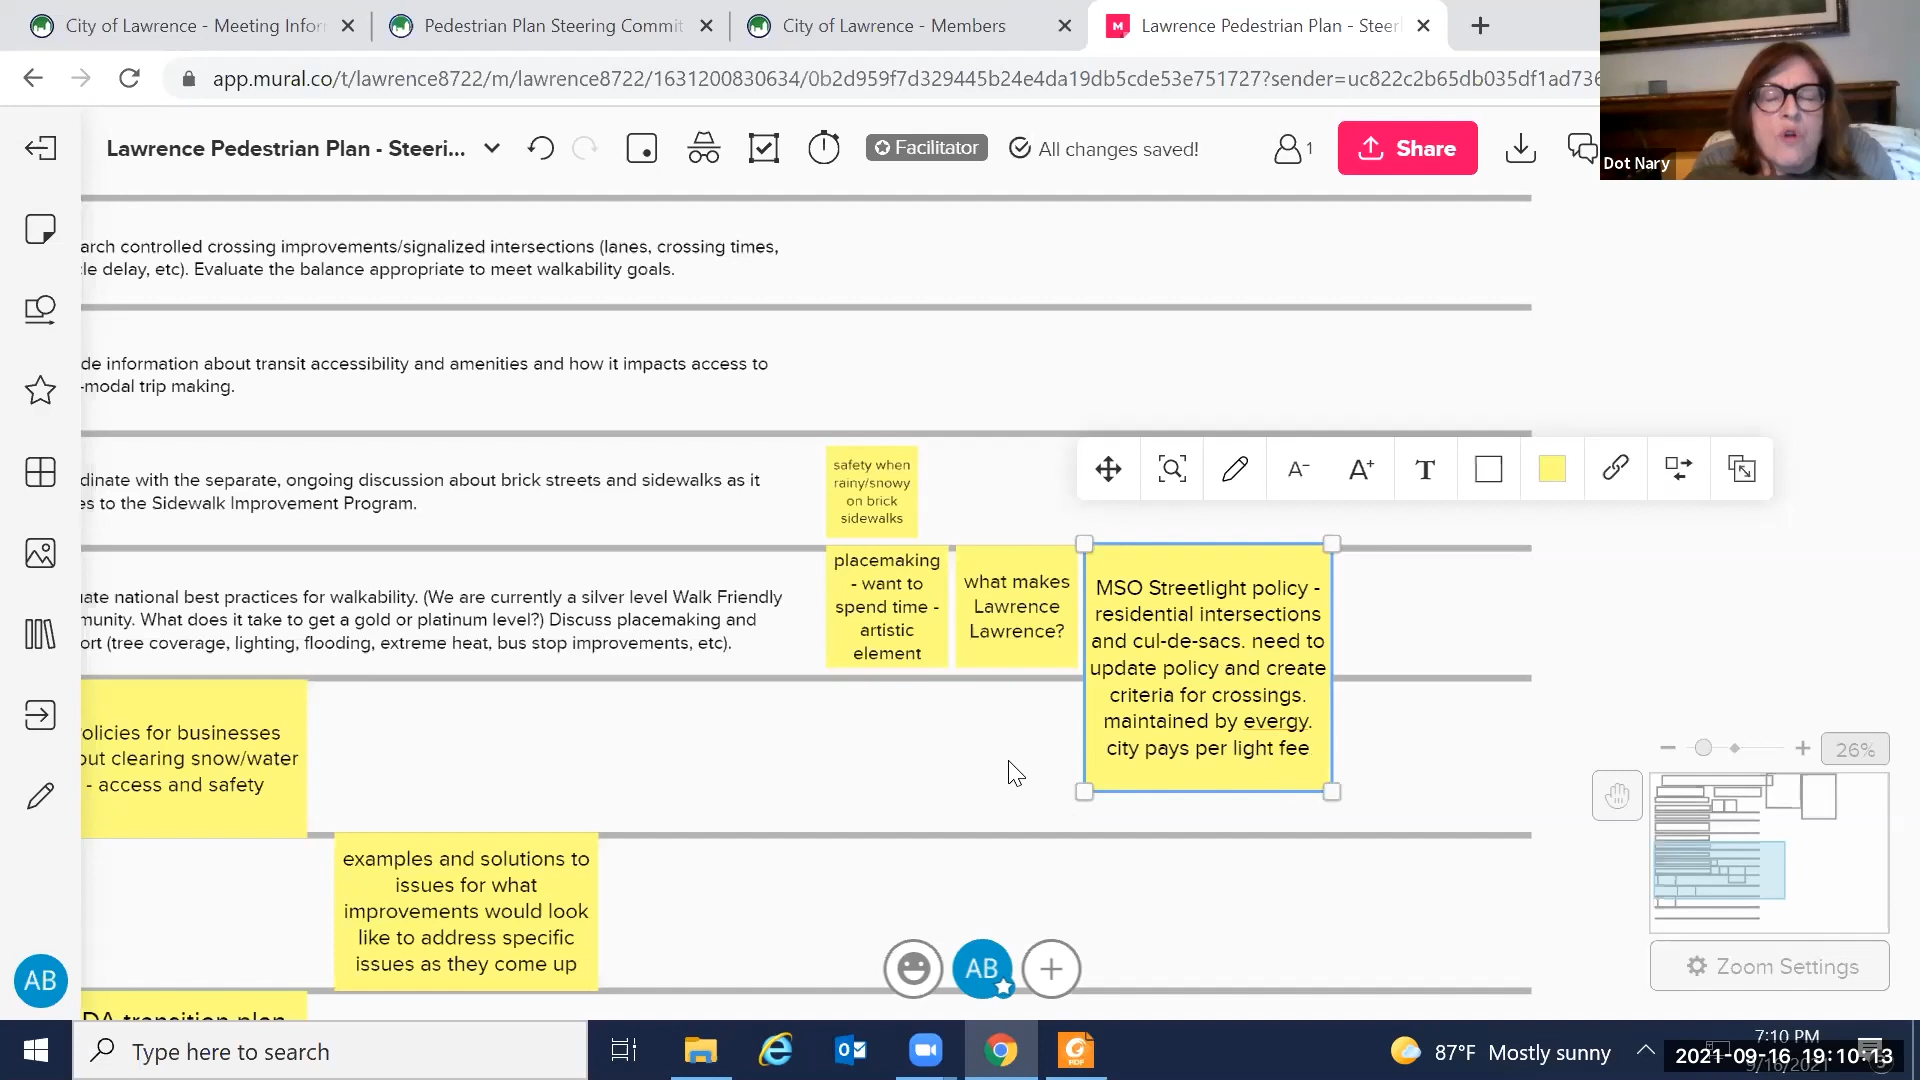 City of Lawrence - Meeting Infor
Pedestrian Plan Steering Commit
City of Lawrence - Members
Lawrence Pedestrian Plan - Steer
app.mural.co/t/lawrence8722/m/lawrence8722/1631200830634/0b2d959f7d329445b24e4da19db5cde53e751727?sender=uc822c2b65db035df1ad736
Dot Nary
Lawrence Pedestrian Plan - Steeri...
Facilitator
All changes saved!
1
Share
arch controlled crossing improvements/signalized intersections (lanes, crossing times,
le delay, etc). Evaluate the balance appropriate to meet walkability goals.
de information about transit accessibility and amenities and how it impacts access to
-modal trip making.
dinate with the separate, ongoing discussion about brick streets and sidewalks as it
es to the Sidewalk Improvement Program.
safety when
rainy/snowy
on brick
sidewalks
A-
A+
T
ate national best practices for walkability. (We are currently a silver level Walk Friendly
munity. What does it take to get a gold or platinum level?) Discuss placemaking and
ort (tree coverage, lighting, flooding, extreme heat, bus stop improvements, etc).
placemaking
- want to
spend time -
artistic
element
what makes
Lawrence
Lawrence?
MSO Streetlight policy -
residential intersections
and cul-de-sacs. need to
update policy and create
criteria for crossings.
maintained by evergy.
city pays per light fee
olicies for businesses
out clearing snow/water
- access and safety
examples and solutions to
issues for what
improvements would look
like to address specific
issues as they come up
DA transition plan
26%
Zoom Settings
AB
AB
Type here to search
87°F Mostly sunny
7:10 PM
2021-09-16 19:10:13
9/16/2021